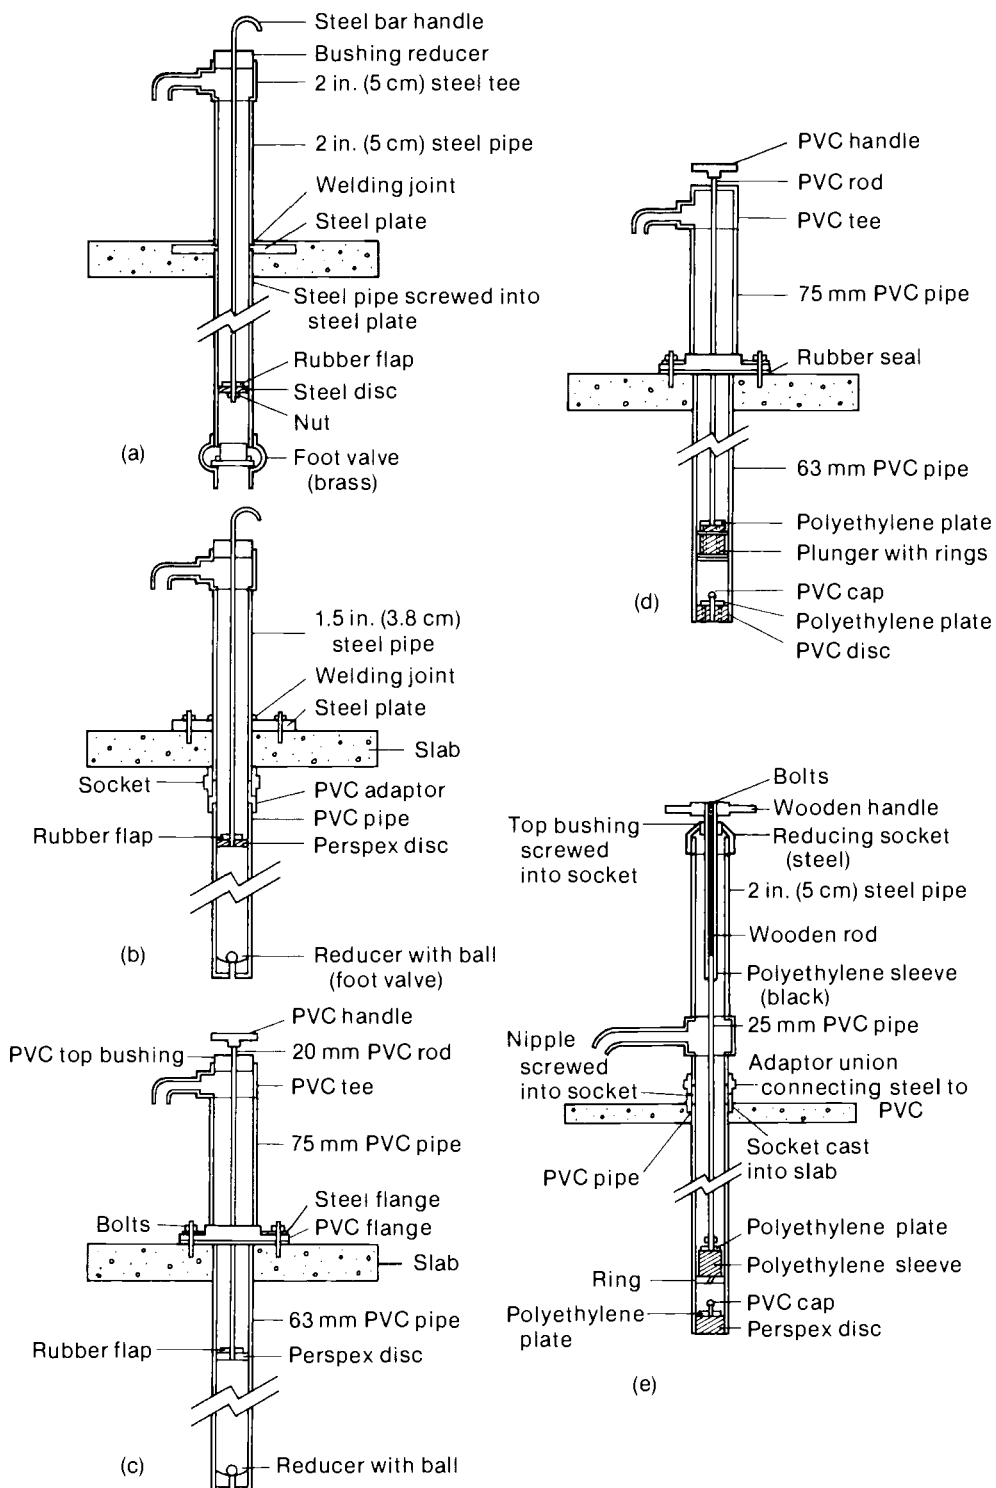 Steel bar handle
Bushing reducer
2 in. (5 cm) steel tee
2 in. (5 cm) steel pipe
Welding joint
Steel plate
Steel pipe screwed into
steel plate
Rubber flap
Steel disc
Nut
(a)
Foot valve
(brass)
1.5 in. (3.8 cm)
steel pipe
Welding joint
Steel plate
Slab
Socket
PVC adaptor
PVC pipe
Rubber flap
Perspex disc
(b)
Reducer with ball
(foot valve)
PVC handle
PVC top bushing
20 mm PVC rod
PVC tee
75 mm PVC pipe
Steel flange
Bolts
PVC flange
Slab
63 mm PVC pipe
Rubber flap
Perspex disc
(c)
Reducer with ball
PVC handle
PVC rod
PVC tee
75 mm PVC pipe
Rubber seal
63 mm PVC pipe
Polyethylene plate
Plunger with rings
PVC cap
(d)
Polyethylene plate
PVC disc
Bolts
Wooden handle
Top bushing
screwed
into socket
Reducing socket
(steel)
2 in. (5 cm) steel pipe
Wooden rod
Polyethylene sleeve
(black)
25 mm PVC pipe
Nipple
screwed
into socket
Adaptor union
connecting steel to
PVC
Socket cast
into slab
PVC pipe
Polyethylene plate
Polyethylene sleeve
Ring
PVC cap
Polyethylene
plate
Perspex disc
(e)